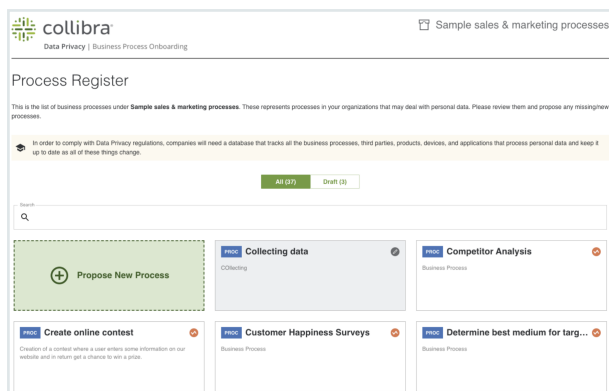 collibra
Sample sales & marketing processes
Data Privacy | Business Process Onboarding
Process Register
This is the list of business processes under Sample sales & marketing processes. These represents processes in your organizations that may deal with personal data. Please review them and propose any missing/new
processes.
In order to comply with Data Privacy regulations, companies will need a database that tracks all the business processes, third parties, products, devices, and applications that process personal data and keep it
up to date as all of these things change.
All (37) Draft (3)
Search
Propose New Process
PROC Collecting data
COllecting
PROC Competitor Analysis
Business Process
PROC Create online contest
Creation of a contest where a user enters some information on our
website and in return get a chance to win a prize.
PROC Customer Happiness Surveys
Business Process
PROC Determine best medium for targ...
Business Process